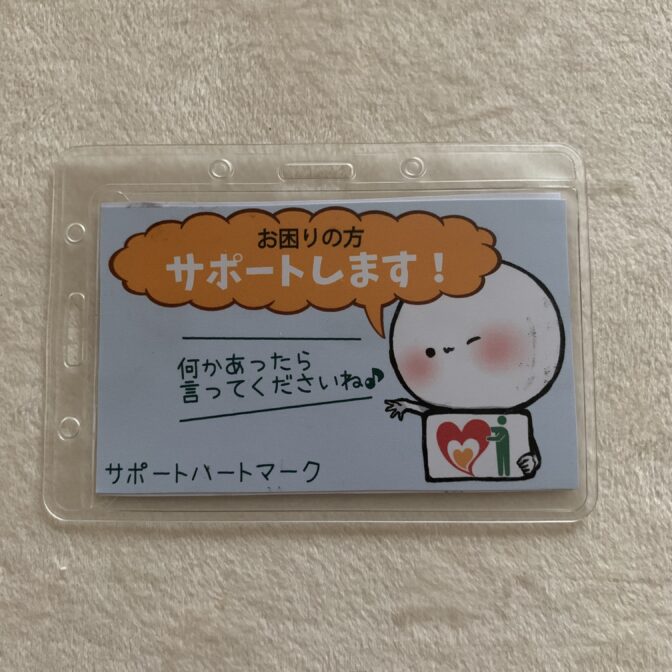 お困りの方
サポートします！
何かあったら
言ってくださいね♪
サポートハートマーク